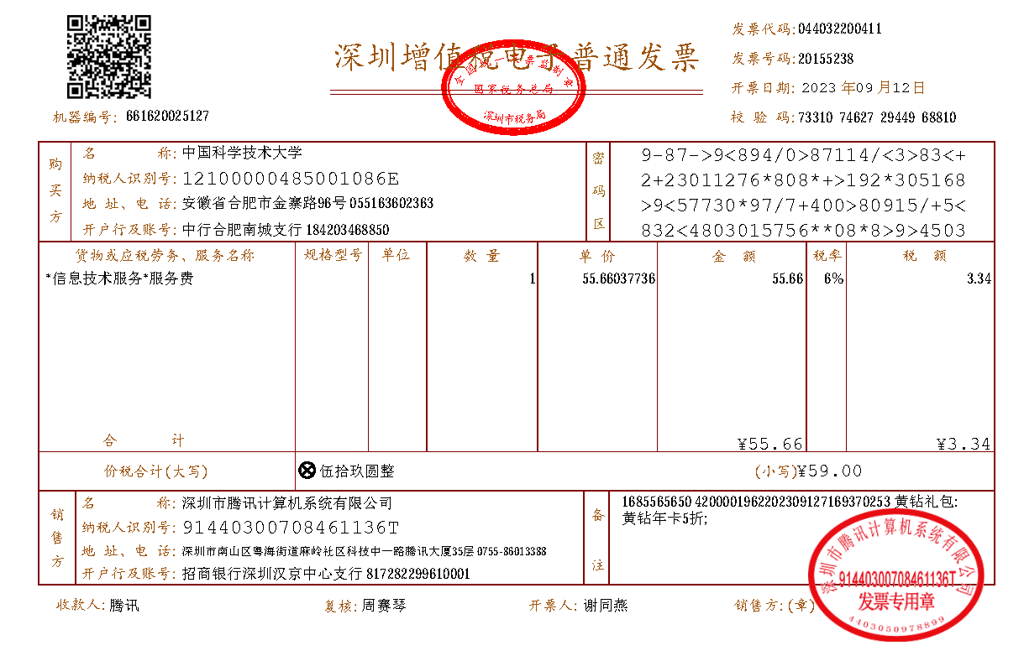 深圳增值税电子普通发票
全国统一发票监制章
国家税务总局
深圳市税务局
发票代码:044032200411
发票号码:20155238
开票日期: 2023 年09 月12日
校 验 码:73310 74627 29449 68810
机器编号: 661620025127
购买方
名 称: 中国科学技术大学
纳税人识别号: 12100000485001086E
地 址、电 话: 安徽省合肥市金寨路96号 055163602363
开户行及账号: 中行合肥南城支行 184203468850
密码区
9-87->9<894/0>87114/<3>83<+
2+23011276*808*+>192*305168
>9<57730*97/7+400>80915/+5<
832<4803015756**08*8>9>4503
货物或应税劳务、服务名称 规格型号 单位 数 量 单 价 金 额 税率 税 额
*信息技术服务*服务费 1 55.66037736 55.66 6% 3.34
合 计 ¥55.66 ¥3.34
价税合计(大写) ⊗伍拾玖圆整 (小写)¥59.00
销售方
名 称: 深圳市腾讯计算机系统有限公司
纳税人识别号: 91440300708461136T
地 址、电 话: 深圳市南山区粤海街道麻岭社区科技中一路腾讯大厦35层 0755-86013388
开户行及账号: 招商银行深圳汉京中心支行 817282299610001
备注
1685565650 4200001962202309127169370253 黄钻礼包:
黄钻年卡5折;
收款人: 腾讯 复核: 周赛琴 开票人: 谢同燕 销售方: (章)
深圳市腾讯计算机系统有限公司
91440300708461136T
发票专用章
4403050978899